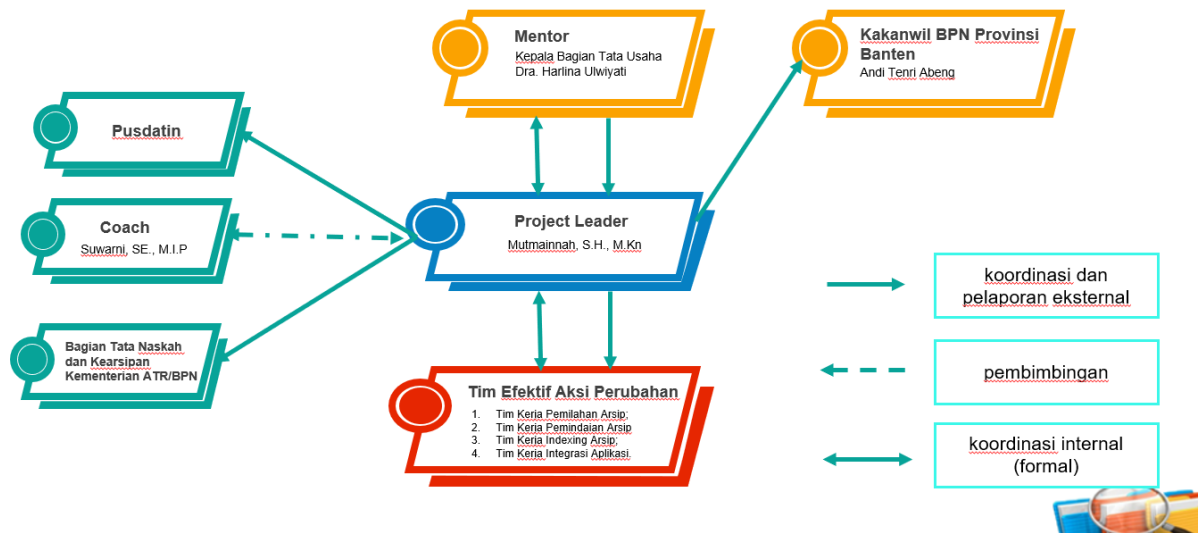 Mentor
Kepala Bagian Tata Usaha
Dra. Harlina Ulwiyati
Kakanwil BPN Provinsi
Banten
Andi Tenri Abeng
Pusdatin
Coach
Suwarni, SE., M.I.P
Project Leader
Mutmainnah, S.H., M.Kn
Bagian Tata Naskah
dan Kearsipan
Kementerian ATR/BPN
Tim Efektif Aksi Perubahan
1. Tim Kerja Pemilahan Arsip;
2. Tim Kerja Pemindaian Arsip
3. Tim Kerja Indexing Arsip;
4. Tim Kerja Integrasi Aplikasi.
koordinasi dan
pelaporan eksternal
pembimbingan
koordinasi internal
(formal)